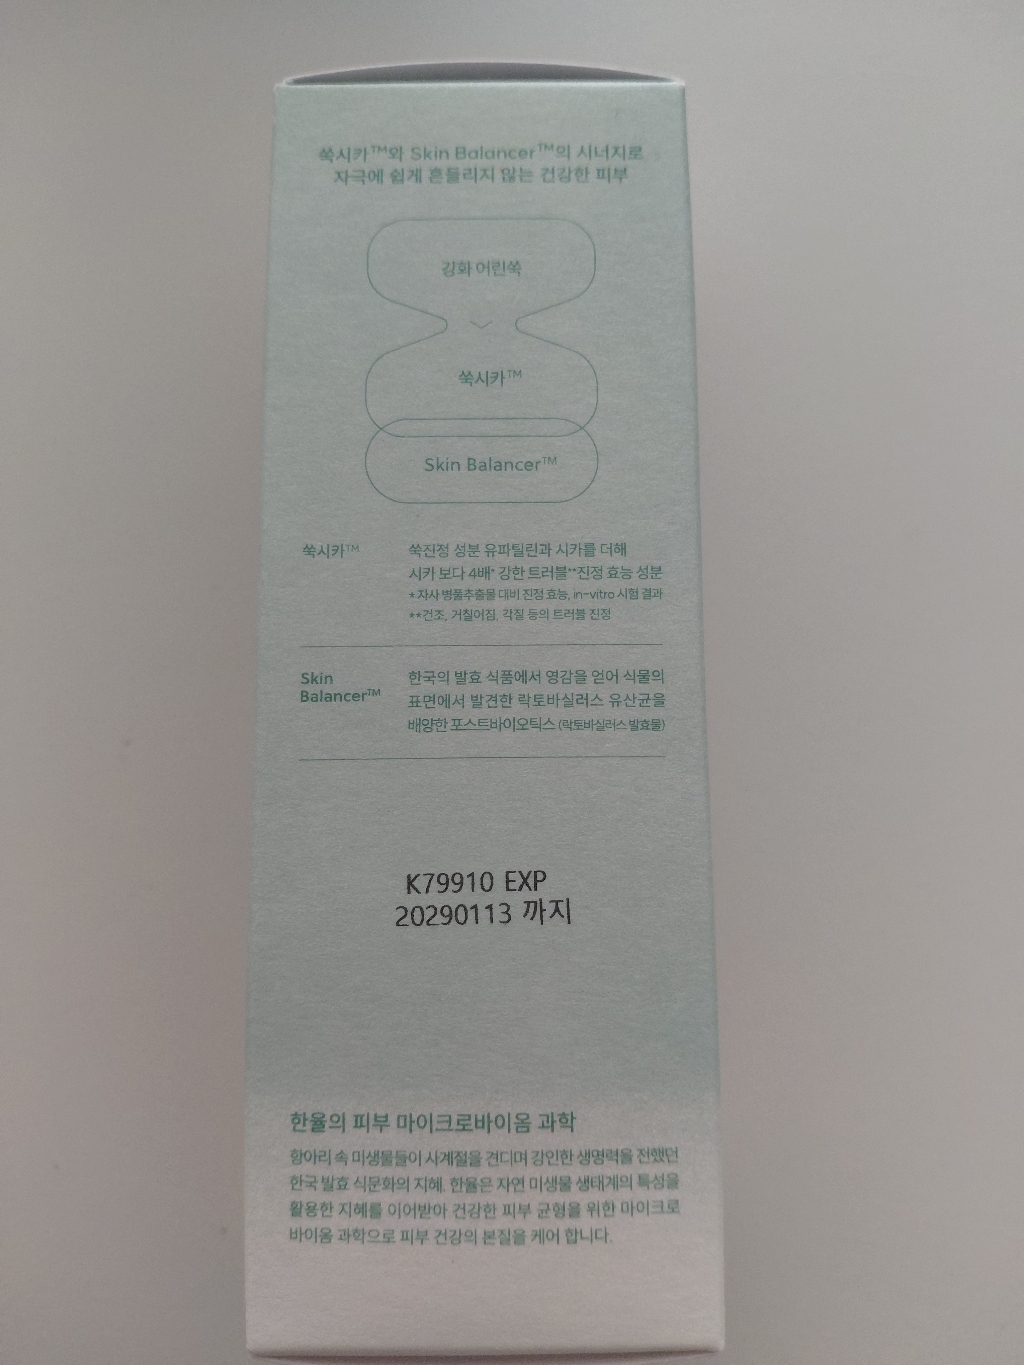 쑥시카™와 Skin Balancer™의 시너지로
자극에 쉽게 흔들리지 않는 건강한 피부
강화 어린쑥
쑥시카™
Skin Balancer™
쑥시카™
쑥진정 성분 유파틸린과 시카를 더해
시카 보다 4배* 강한 트러블**진정 효능 성분
* 자사 병풀추출물 대비 진정 효능, in-vitro 시험 결과
**건조, 거칠어짐, 각질 등의 트러블 진정
Skin
Balancer™
한국의 발효 식품에서 영감을 얻어 식물의
표면에서 발견한 락토바실러스 유산균을
배양한 포스트바이오틱스 (락토바실러스 발효물)
K79910 EXP
20290113 까지
한율의 피부 마이크로바이옴 과학
항아리 속 미생물들이 사계절을 견디며 강인한 생명력을 전했던
한국 발효 식문화의 지혜. 한율은 자연 미생물 생태계의 특성을
활용한 지혜를 이어받아 건강한 피부 균형을 위한 마이크로
바이옴 과학으로 피부 건강의 본질을 케어 합니다.